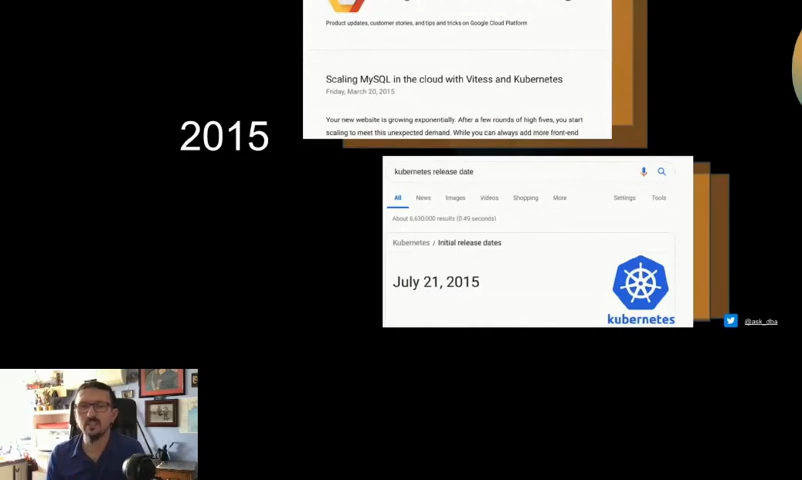 Product updates, customer stories, and tips and tricks on Google Cloud Platform
Scaling MySQL in the cloud with Vitess and Kubernetes
Friday, March 20, 2015
Your new website is growing exponentially. After a few rounds of high fives, you start
scaling to meet this unexpected demand. While you can always add more front-end
2015
kubernetes release date
All News Images Videos Shopping More Settings Tools
About 6,630,000 results (0.49 seconds)
Kubernetes / Initial release dates
July 21, 2015
kubernetes
@ask_dba